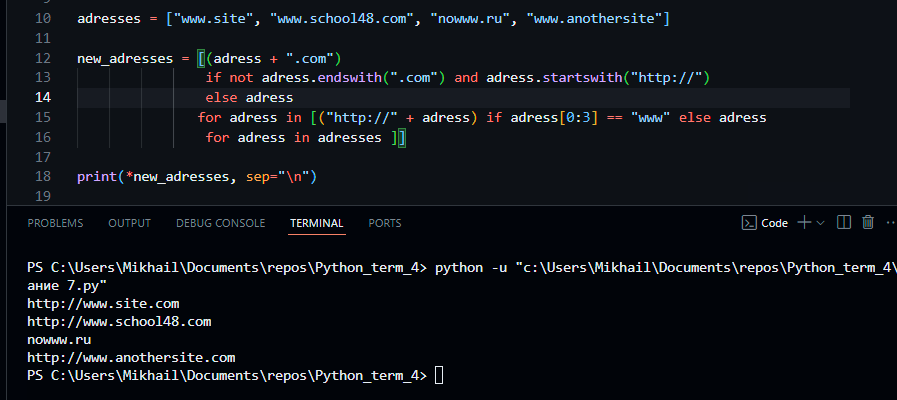 10 adresses = ["www.site", "www.school48.com", "nowww.ru", "www.anothersite"]
11
12 new_adresses = [(adress + ".com")
13 if not adress.endswith(".com") and adress.startswith("http://")
14 else adress
15 for adress in [("http://" + adress) if adress[0:3] == "www" else adress
16 for adress in adresses ]]
17
18 print(*new_adresses, sep="\n")
19
PROBLEMS OUTPUT DEBUG CONSOLE TERMINAL PORTS Code
PS C:\Users\Mikhail\Documents\repos\Python_term_4> python -u "c:\Users\Mikhail\Documents\repos\Python_term_4\
ание 7.py"
http://www.site.com
http://www.school48.com
nowww.ru
http://www.anothersite.com
PS C:\Users\Mikhail\Documents\repos\Python_term_4>